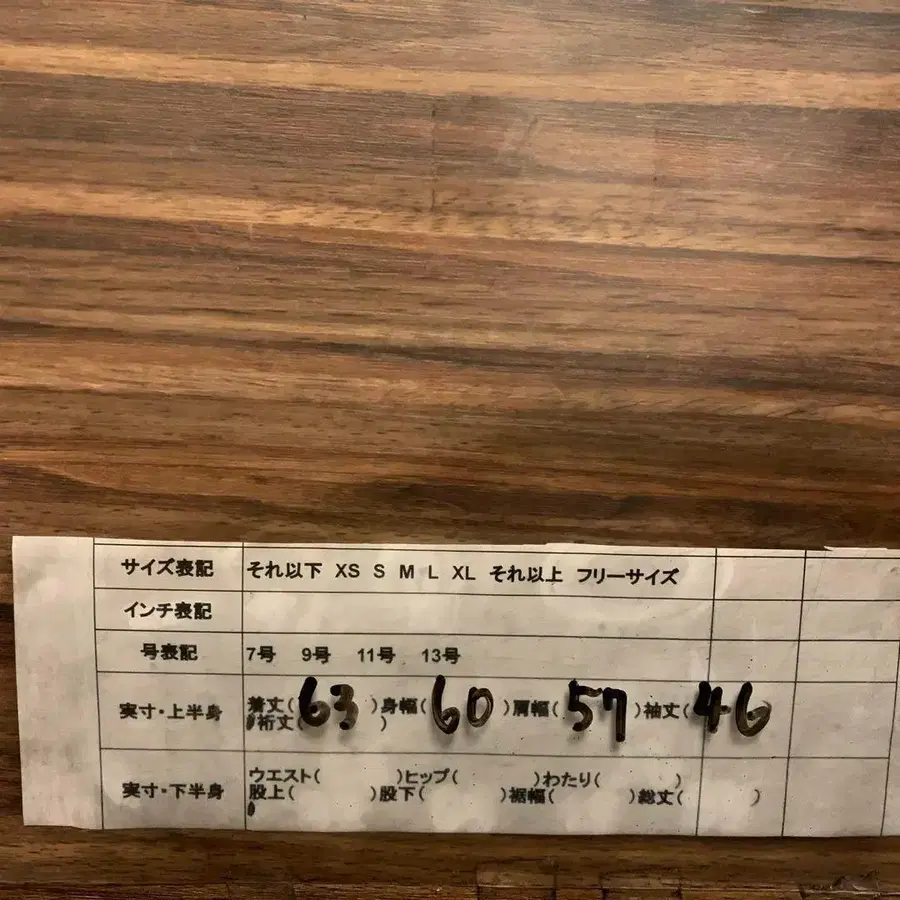 サイズ表記 それ以下 XS S M L XL それ以上 フリーサイズ
インチ表記
号表記 7号 9号 11号 13号
実寸・上半身 着丈(63)身幅(60)肩幅(57)袖丈(46
裄丈( )
実寸・下半身 ウエスト( )ヒップ( )わたり( )
股上( )股下( )裾幅( )総丈( )